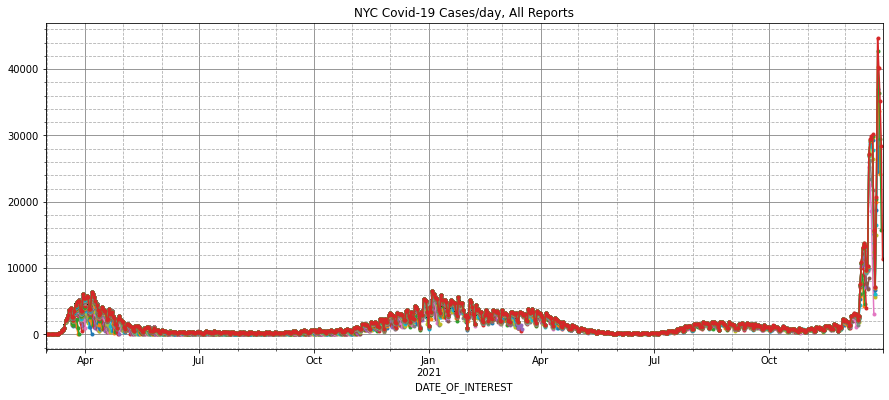 NYC Covid-19 Cases/day, All Reports
40000
30000
20000
10000
0
Apr Jul Oct Jan Apr Jul Oct
2021
DATE_OF_INTEREST